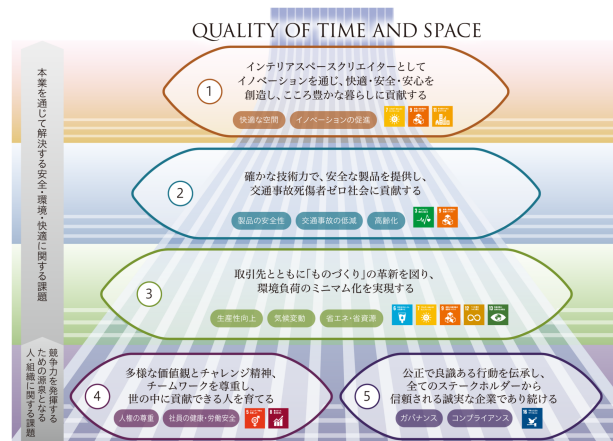 QUALITY OF TIME AND SPACE
本業を通じて解決する安全・環境・快適に関する課題
1
インテリアスペースクリエイターとして
イノベーションを通じ、快適・安全・安心を
創造し、こころ豊かな暮らしに貢献する
快適な空間
イノベーションの促進
2
確かな技術力で、安全な製品を提供し、
交通事故死傷者ゼロ社会に貢献する
製品の安全性
交通事故の低減
高齢化
3
取引先とともに「ものづくり」の革新を図り、
環境負荷のミニマム化を実現する
生産性向上
気候変動
省エネ・省資源
競争力を発揮する
ための源泉となる
人・組織に関する課題
4
多様な価値観とチャレンジ精神、
チームワークを尊重し、
世の中に貢献できる人を育てる
人権の尊重
社員の健康・労働安全
5
公正で良識ある行動を伝承し、
全てのステークホルダーから
信頼される誠実な企業であり続ける
ガバナンス
コンプライアンス